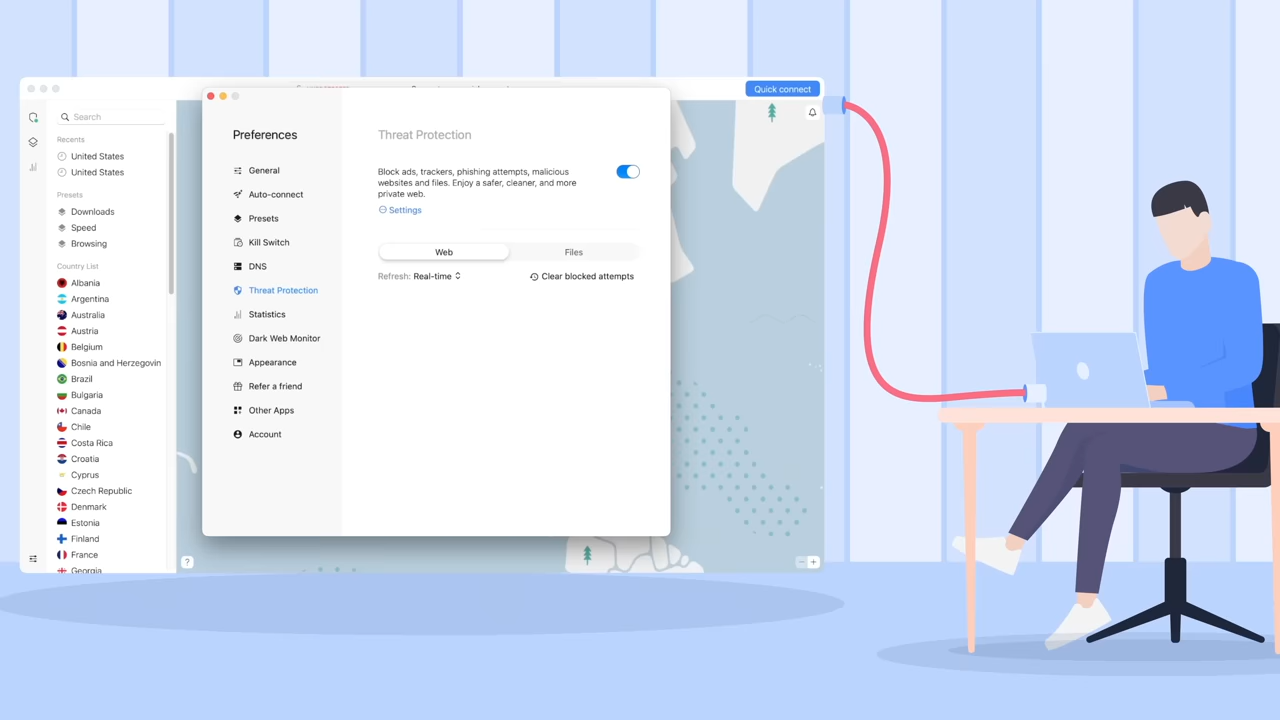 Quick connect
Search
Recents
United States
United States
Presets
Downloads
Speed
Browsing
Country List
Albania
Argentina
Australia
Austria
Belgium
Bosnia and Herzegovin
Brazil
Bulgaria
Canada
Chile
Costa Rica
Croatia
Cyprus
Czech Republic
Denmark
Estonia
Finland
France
Georgia
Preferences
General
Auto-connect
Presets
Kill Switch
DNS
Threat Protection
Statistics
Dark Web Monitor
Appearance
Refer a friend
Other Apps
Account
Threat Protection
Block ads, trackers, phishing attempts, malicious
websites and files. Enjoy a safer, cleaner, and more
private web.
Settings
Web Files
Refresh: Real-time Clear blocked attempts
?